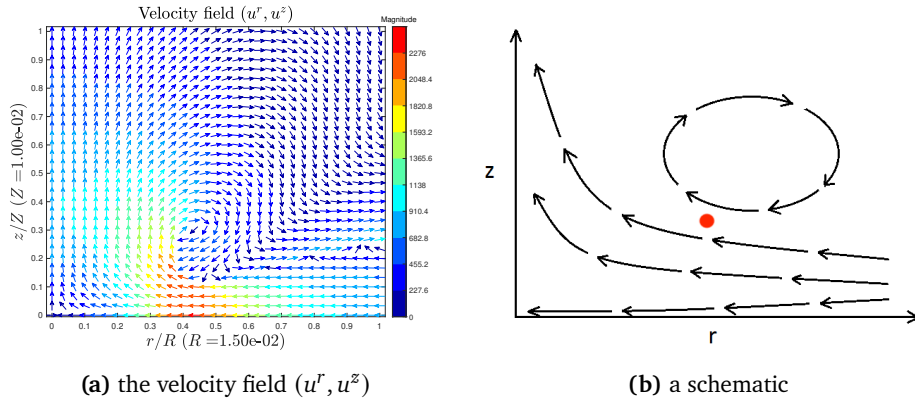 Velocity field (u^r, u^z)
Magnitude
1
0.9
0.8
0.7
0.6
0.5
0.4
0.3
0.2
0.1
0
z/Z (Z =1.00e-02)
2276
2048.4
1820.8
1593.2
1365.6
1138
910.4
682.8
455.2
227.6
0 0.1 0.2 0.3 0.4 0.5 0.6 0.7 0.8 0.9 1
r/R (R =1.50e-02)
(a) the velocity field (u^r, u^z)
z
r
(b) a schematic